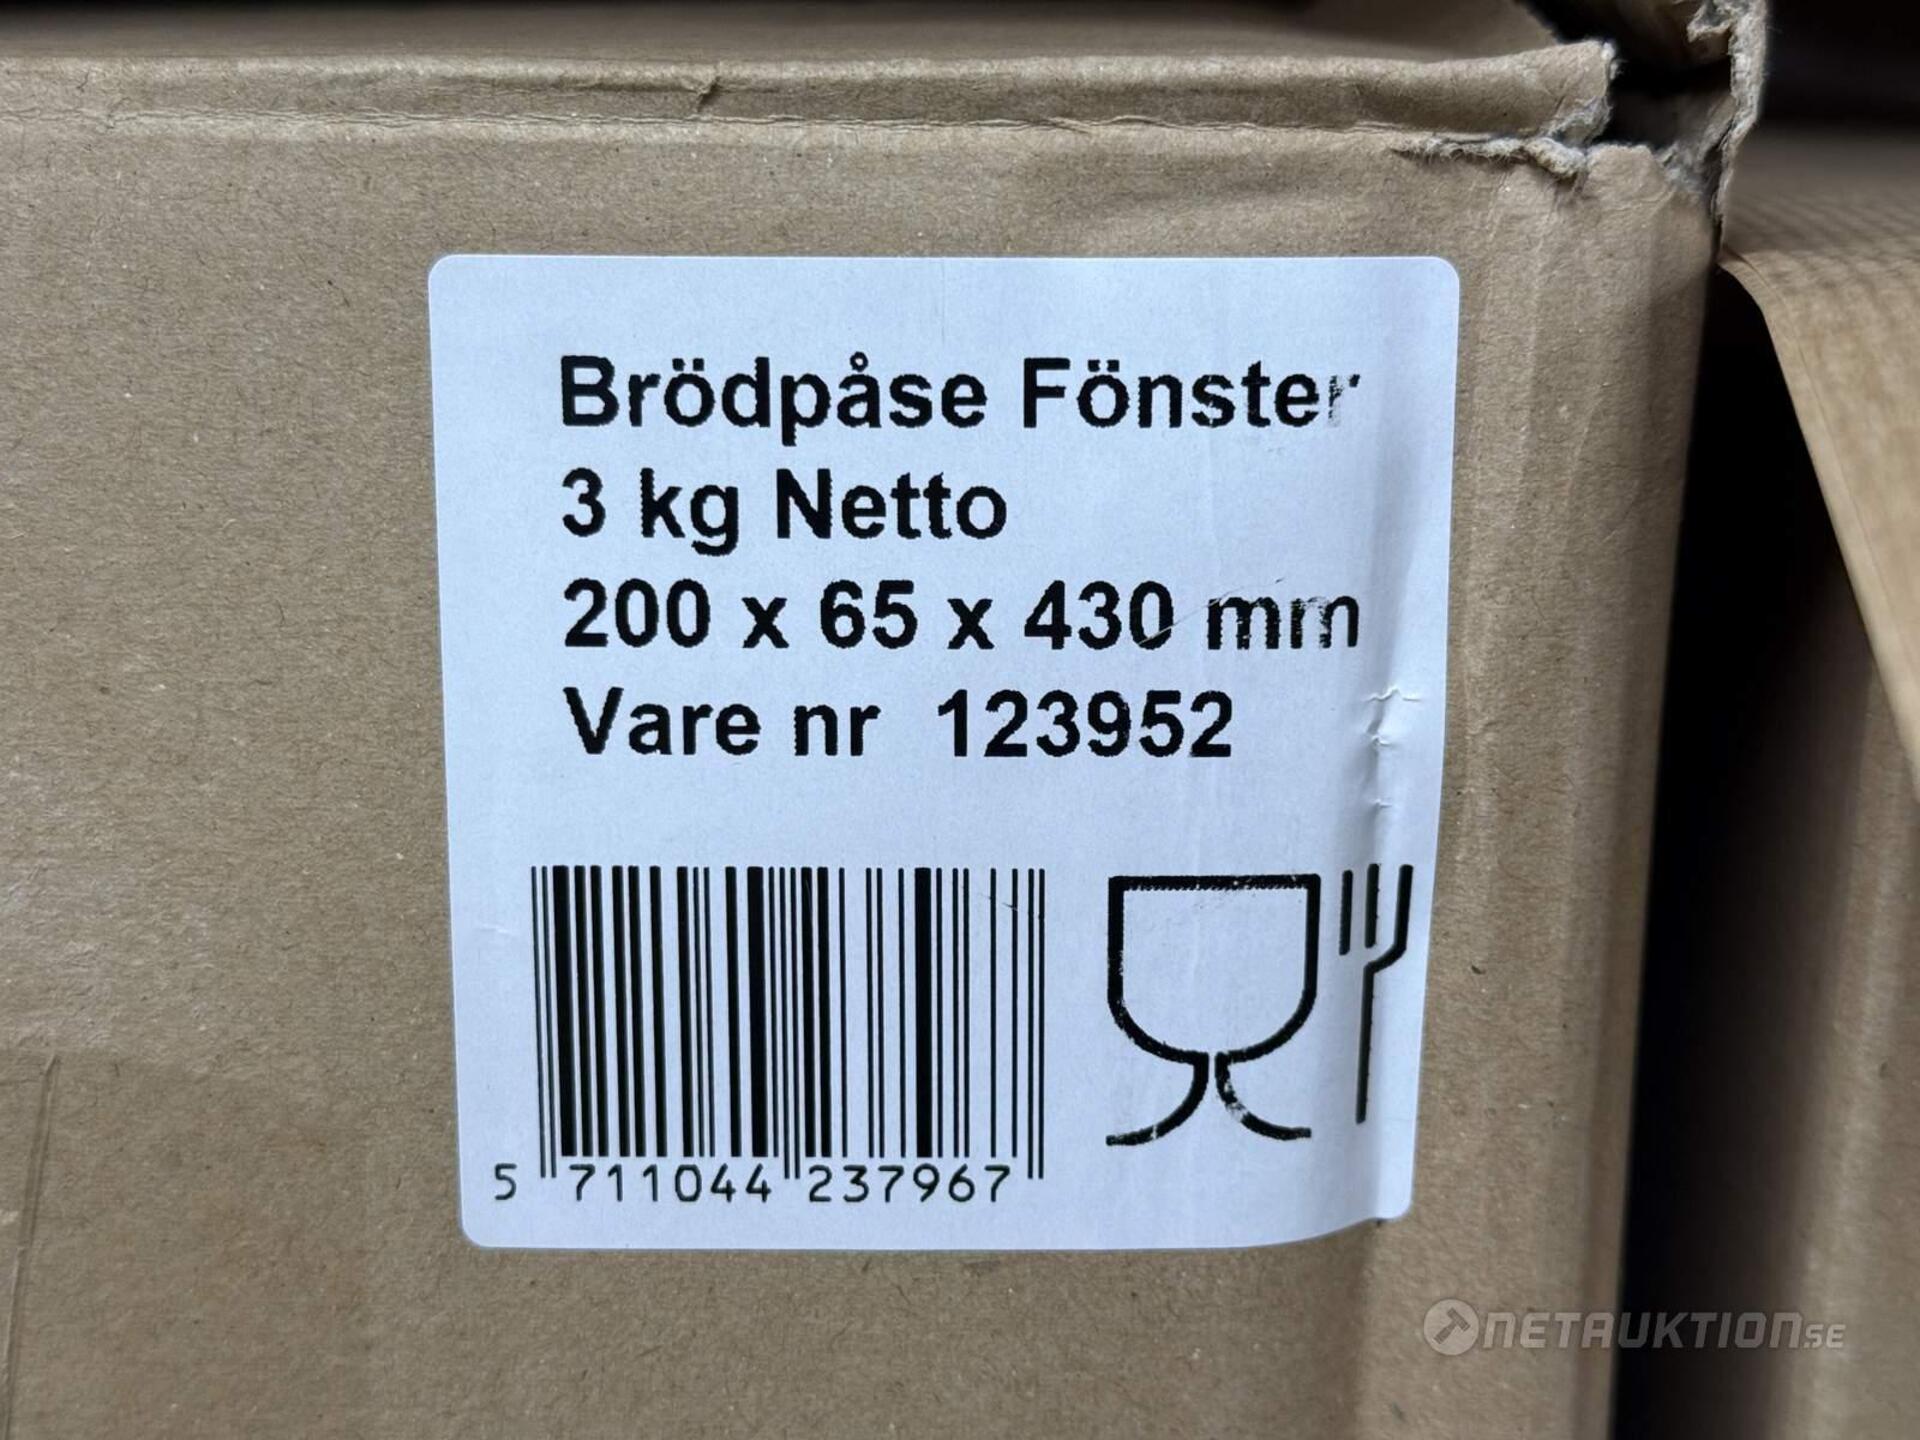 Brödpåse Fönster
3 kg Netto
200 x 65 x 430 mm
Vare nr 123952
5 711044 237967
NETAUKTION.SE